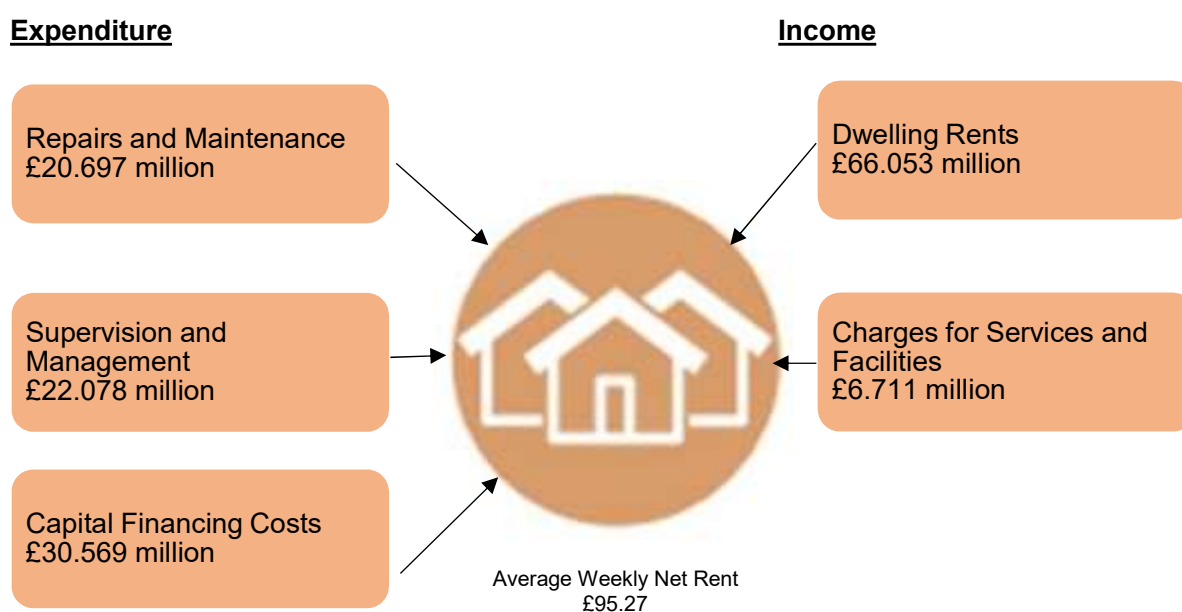 Expenditure
Income
Repairs and Maintenance
£20.697 million
Dwelling Rents
£66.053 million
Supervision and
Management
£22.078 million
Charges for Services and
Facilities
£6.711 million
Capital Financing Costs
£30.569 million
Average Weekly Net Rent
£95.27